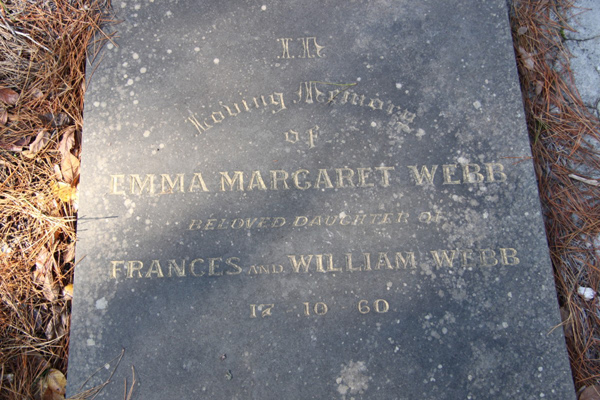 In
Loving Memory
of
EMMA MARGARET WEBB
BELOVED DAUGHTER OF
FRANCES AND WILLIAM WEBB
17 10 60